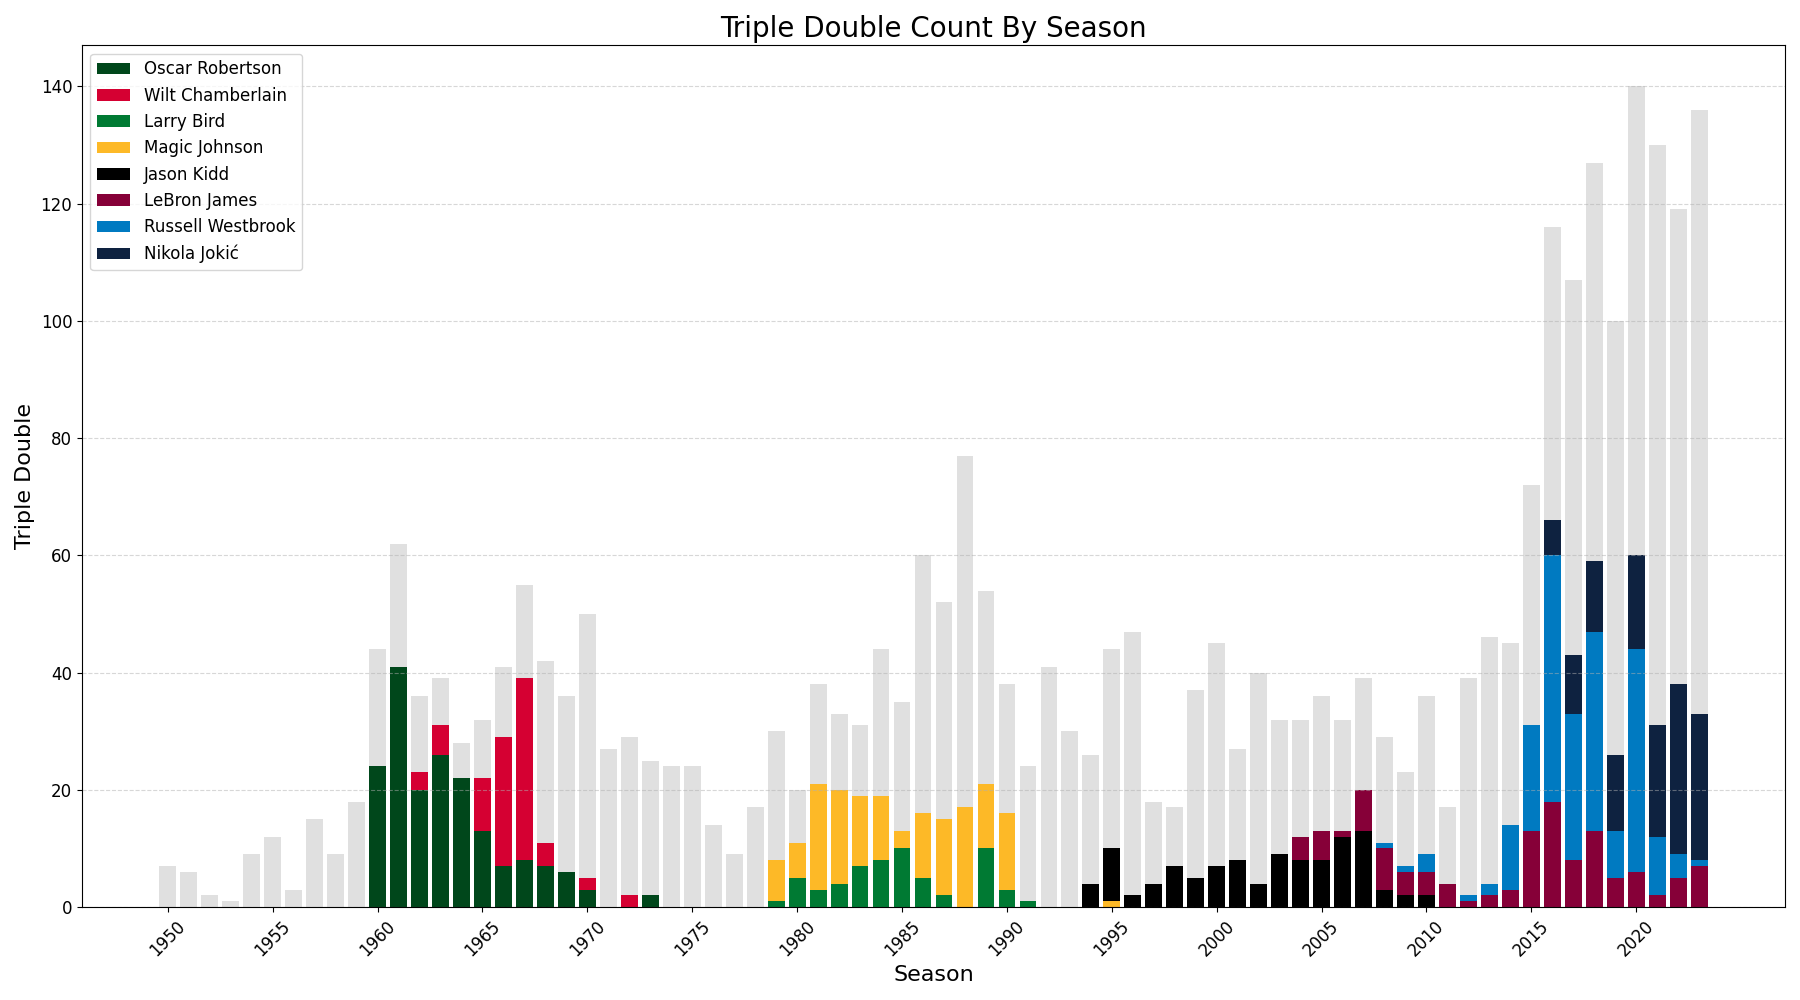 Triple Double Count By Season
Oscar Robertson
Wilt Chamberlain
Larry Bird
Magic Johnson
Jason Kidd
LeBron James
Russell Westbrook
Nikola Jokić
Triple Double
140
120
100
80
60
40
20
0
1950
1955
1960
1965
1970
1975
1980
1985
1990
1995
2000
2005
2010
2015
2020
Season